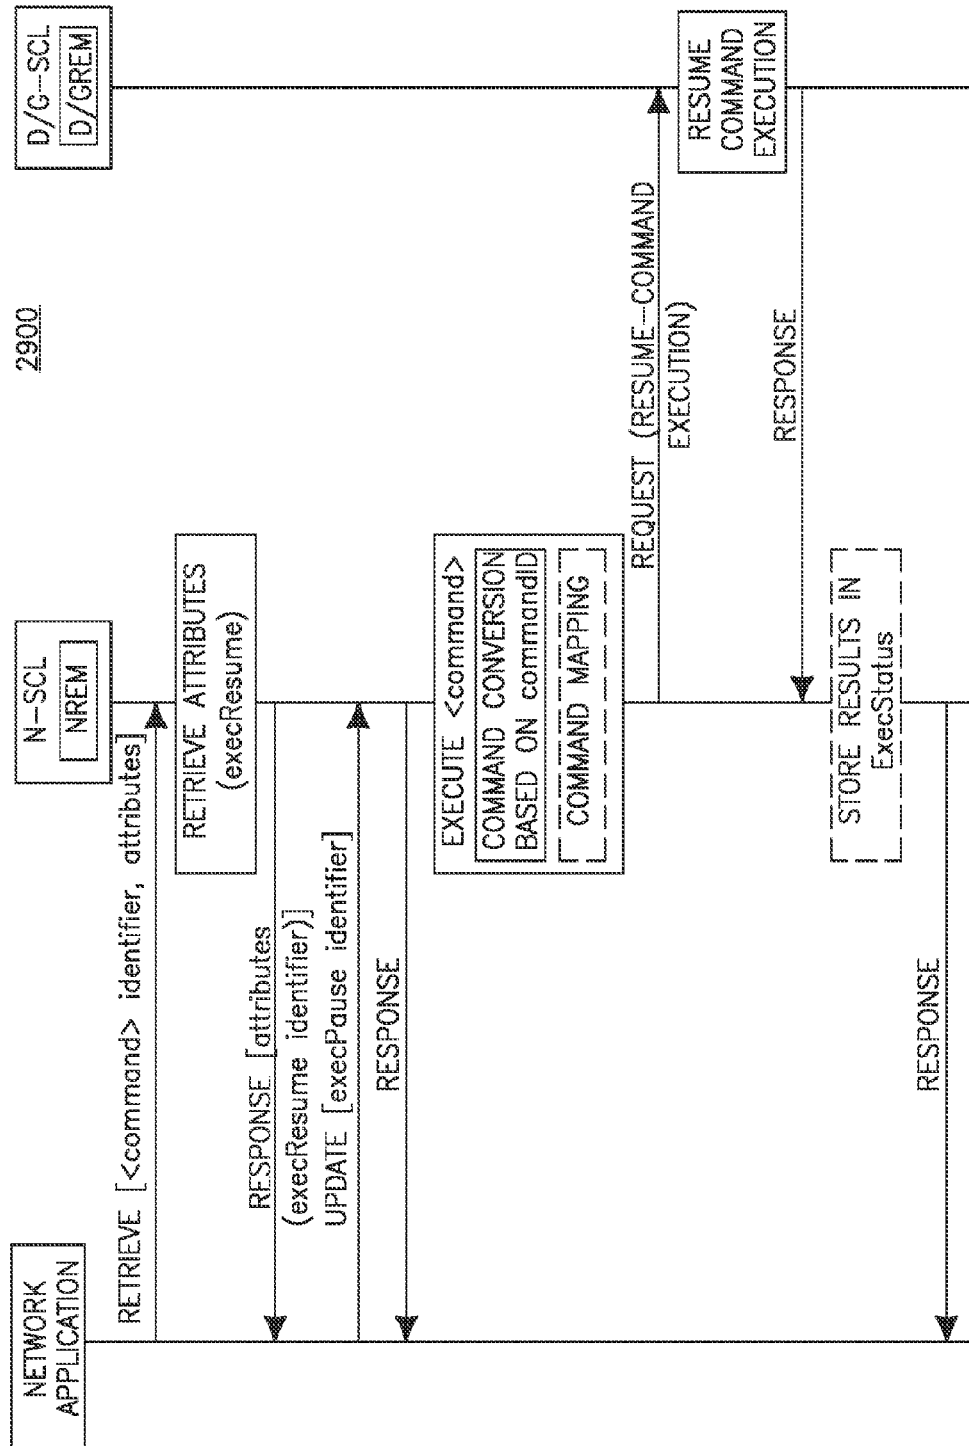 2900
NETWORK
APPLICATION
N-SCL
NREM
D/G-SCL
D/GREM
RETRIEVE [<command> identifier, attributes]
RETRIEVE ATTRIBUTES
(execResume)
RESPONSE [attributes
(execResume identifier)]
UPDATE [execPause identifier]
RESPONSE
EXECUTE <command>
COMMAND CONVERSION
BASED ON commandID
COMMAND MAPPING
REQUEST (RESUME-COMMAND
EXECUTION)
RESUME
COMMAND
EXECUTION
RESPONSE
STORE RESULTS IN
ExecStatus
RESPONSE